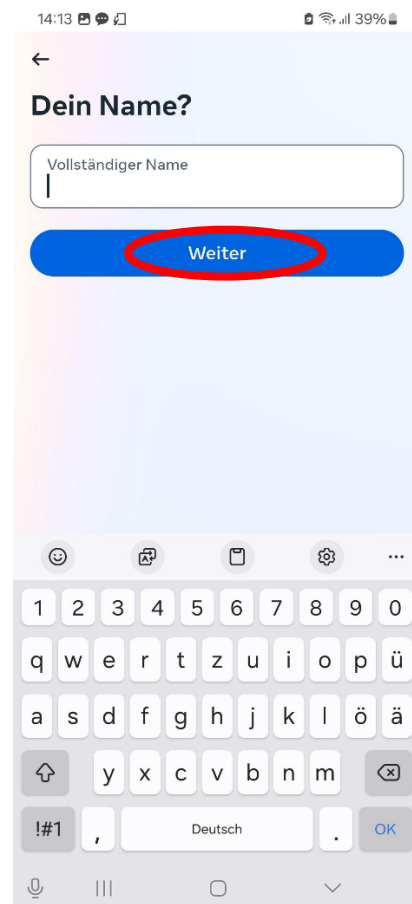 14:13 39%
Dein Name?
Vollständiger Name
Weiter
1 2 3 4 5 6 7 8 9 0
q w e r t z u i o p ü
a s d f g h j k l ö ä
y x c v b n m
!#1 , Deutsch . OK